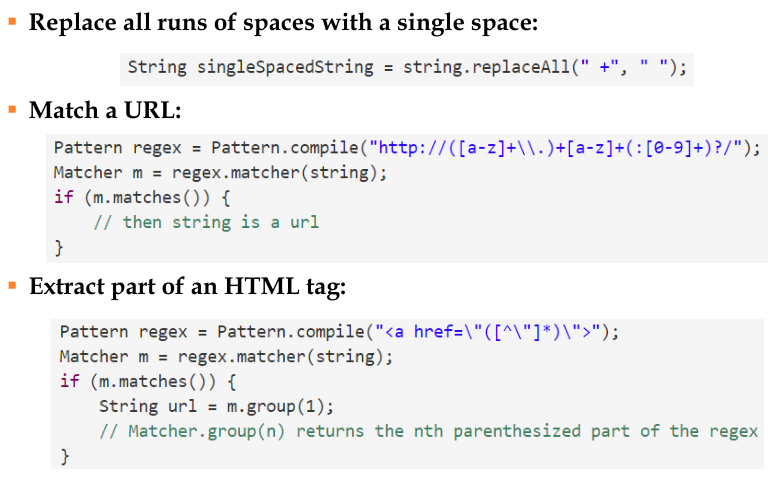 ▪ Replace all runs of spaces with a single space:
String singleSpacedString = string.replaceAll(" +", " ");
▪ Match a URL:
Pattern regex = Pattern.compile("http://([a-z]+\\.)+[a-z]+(:[0-9]+)?/");
Matcher m = regex.matcher(string);
if (m.matches()) {
    // then string is a url
}
▪ Extract part of an HTML tag:
Pattern regex = Pattern.compile("<a href=\"([^\"]*)\">");
Matcher m = regex.matcher(string);
if (m.matches()) {
    String url = m.group(1);
    // Matcher.group(n) returns the nth parenthesized part of the regex
}